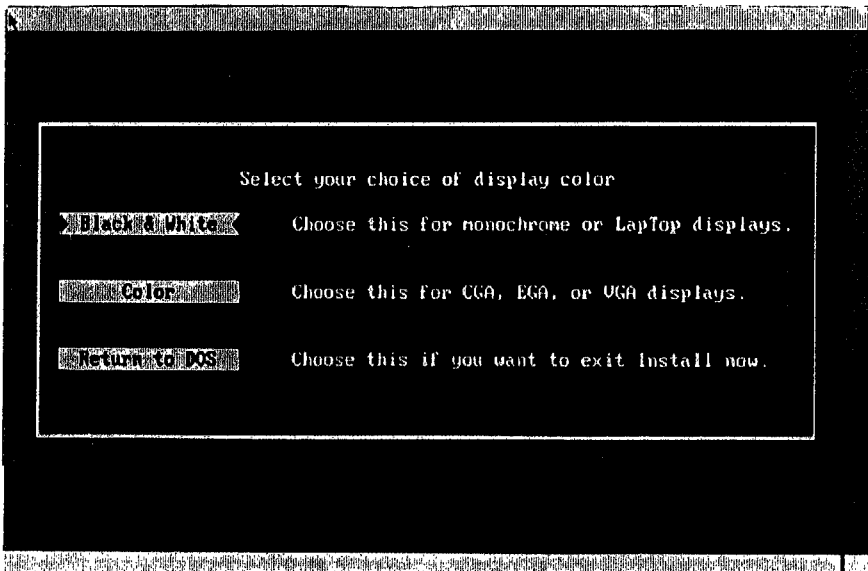 Select your choice of display color
Black & White Choose this for monochrome or LapTop displays.
Color Choose this for CGA, EGA, or VGA displays.
Return to DOS Choose this if you want to exit Install now.